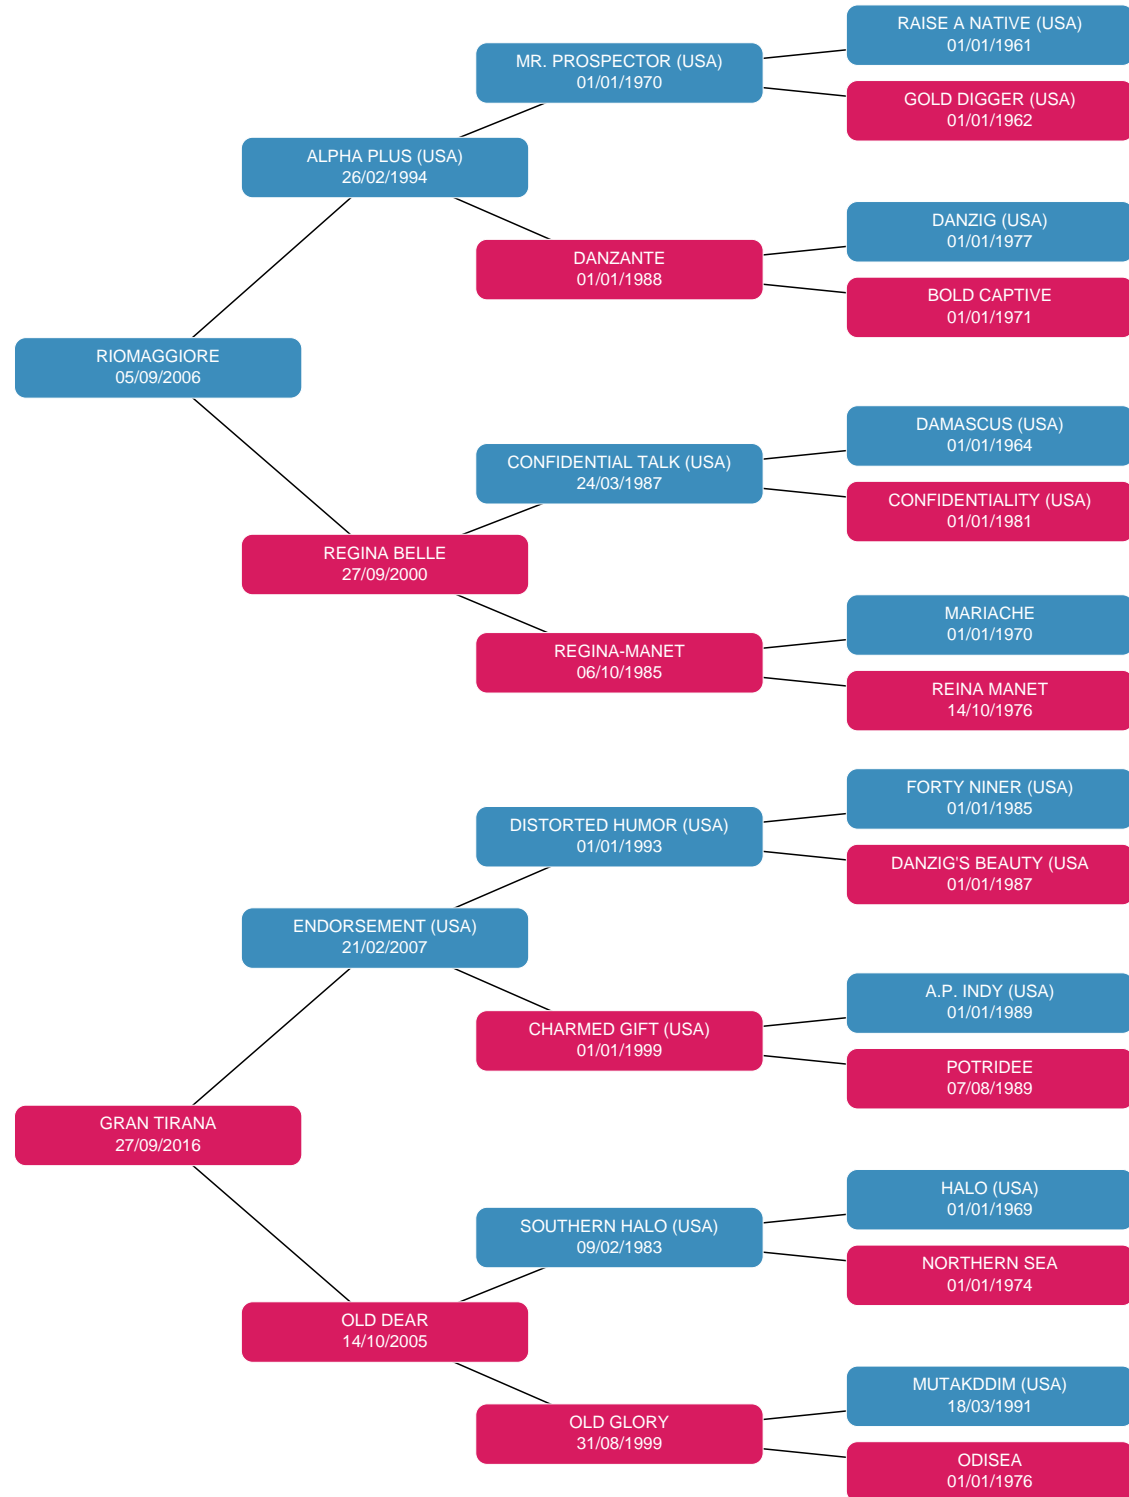 RAISE A NATIVE (USA)
01/01/1961
MR. PROSPECTOR (USA)
01/01/1970
GOLD DIGGER (USA)
01/01/1962
ALPHA PLUS (USA)
26/02/1994
DANZIG (USA)
01/01/1977
DANZANTE
01/01/1988
BOLD CAPTIVE
01/01/1971
RIOMAGGIORE
05/09/2006
DAMASCUS (USA)
01/01/1964
CONFIDENTIAL TALK (USA)
24/03/1987
CONFIDENTIALITY (USA)
01/01/1981
REGINA BELLE
27/09/2000
MARIACHE
01/01/1970
REGINA-MANET
06/10/1985
REINA MANET
14/10/1976
FORTY NINER (USA)
01/01/1985
DISTORTED HUMOR (USA)
01/01/1993
DANZIG'S BEAUTY (USA
01/01/1987
ENDORSEMENT (USA)
21/02/2007
A.P. INDY (USA)
01/01/1989
CHARMED GIFT (USA)
01/01/1999
POTRIDEE
07/08/1989
GRAN TIRANA
27/09/2016
HALO (USA)
01/01/1969
SOUTHERN HALO (USA)
09/02/1983
NORTHERN SEA
01/01/1974
OLD DEAR
14/10/2005
MUTAKDDIM (USA)
18/03/1991
OLD GLORY
31/08/1999
ODISEA
01/01/1976